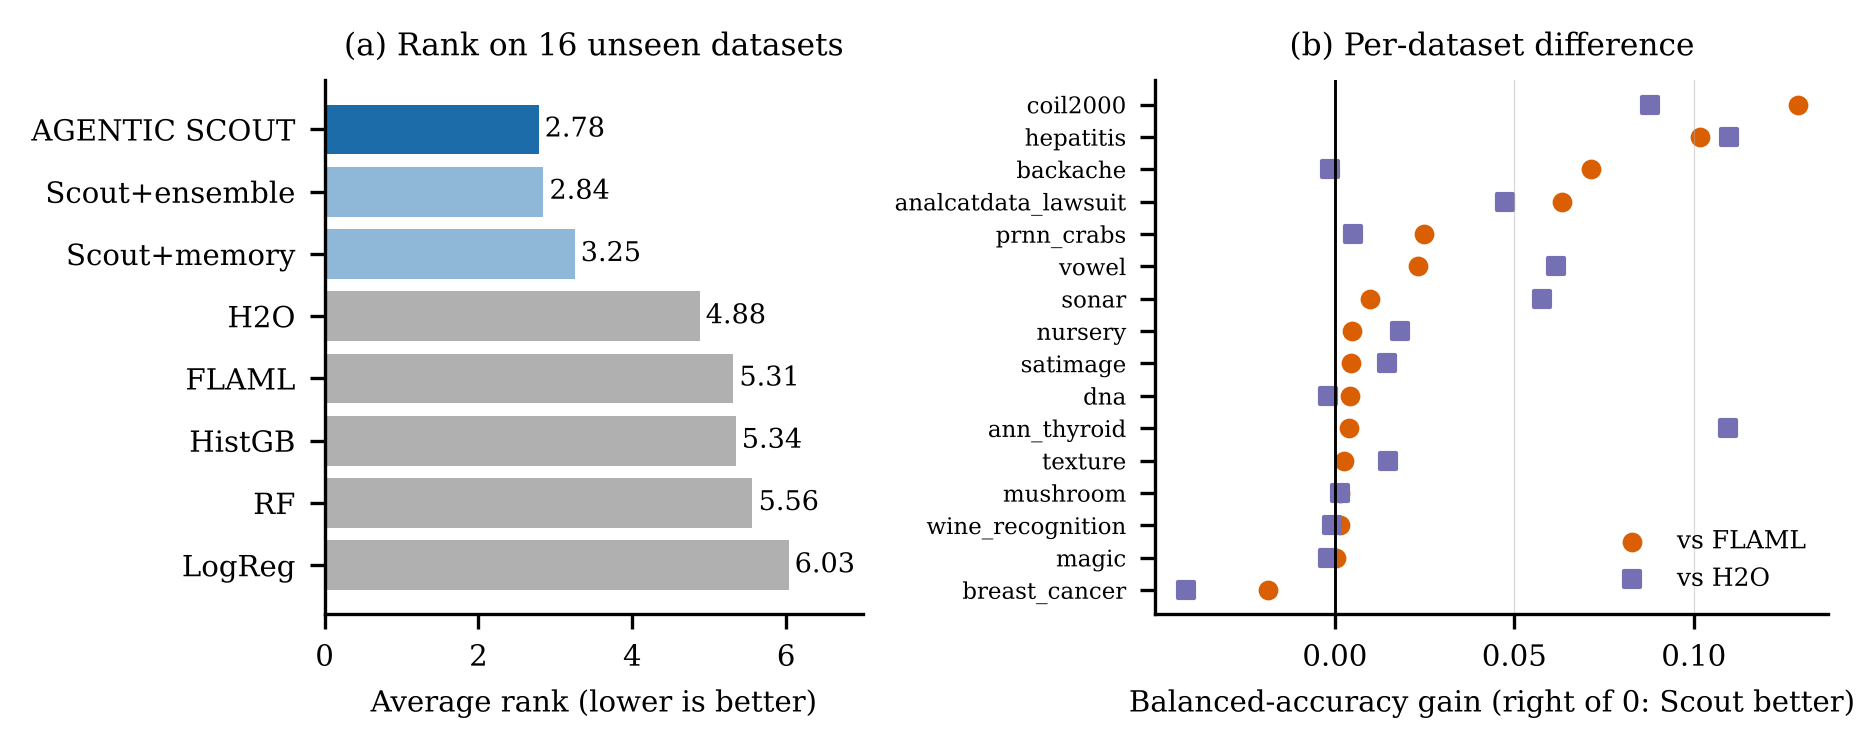 (a) Rank on 16 unseen datasets
AGENTIC SCOUT 2.78
Scout+ensemble 2.84
Scout+memory 3.25
H2O 4.88
FLAML 5.31
HistGB 5.34
RF 5.56
LogReg 6.03
0 2 4 6
Average rank (lower is better)
(b) Per-dataset difference
coil2000
hepatitis
backache
analcatdata_lawsuit
prnn_crabs
vowel
sonar
nursery
satimage
dna
ann_thyroid
texture
mushroom
wine_recognition
magic
breast_cancer
vs FLAML
vs H2O
0.00 0.05 0.10
Balanced-accuracy gain (right of 0: Scout better)